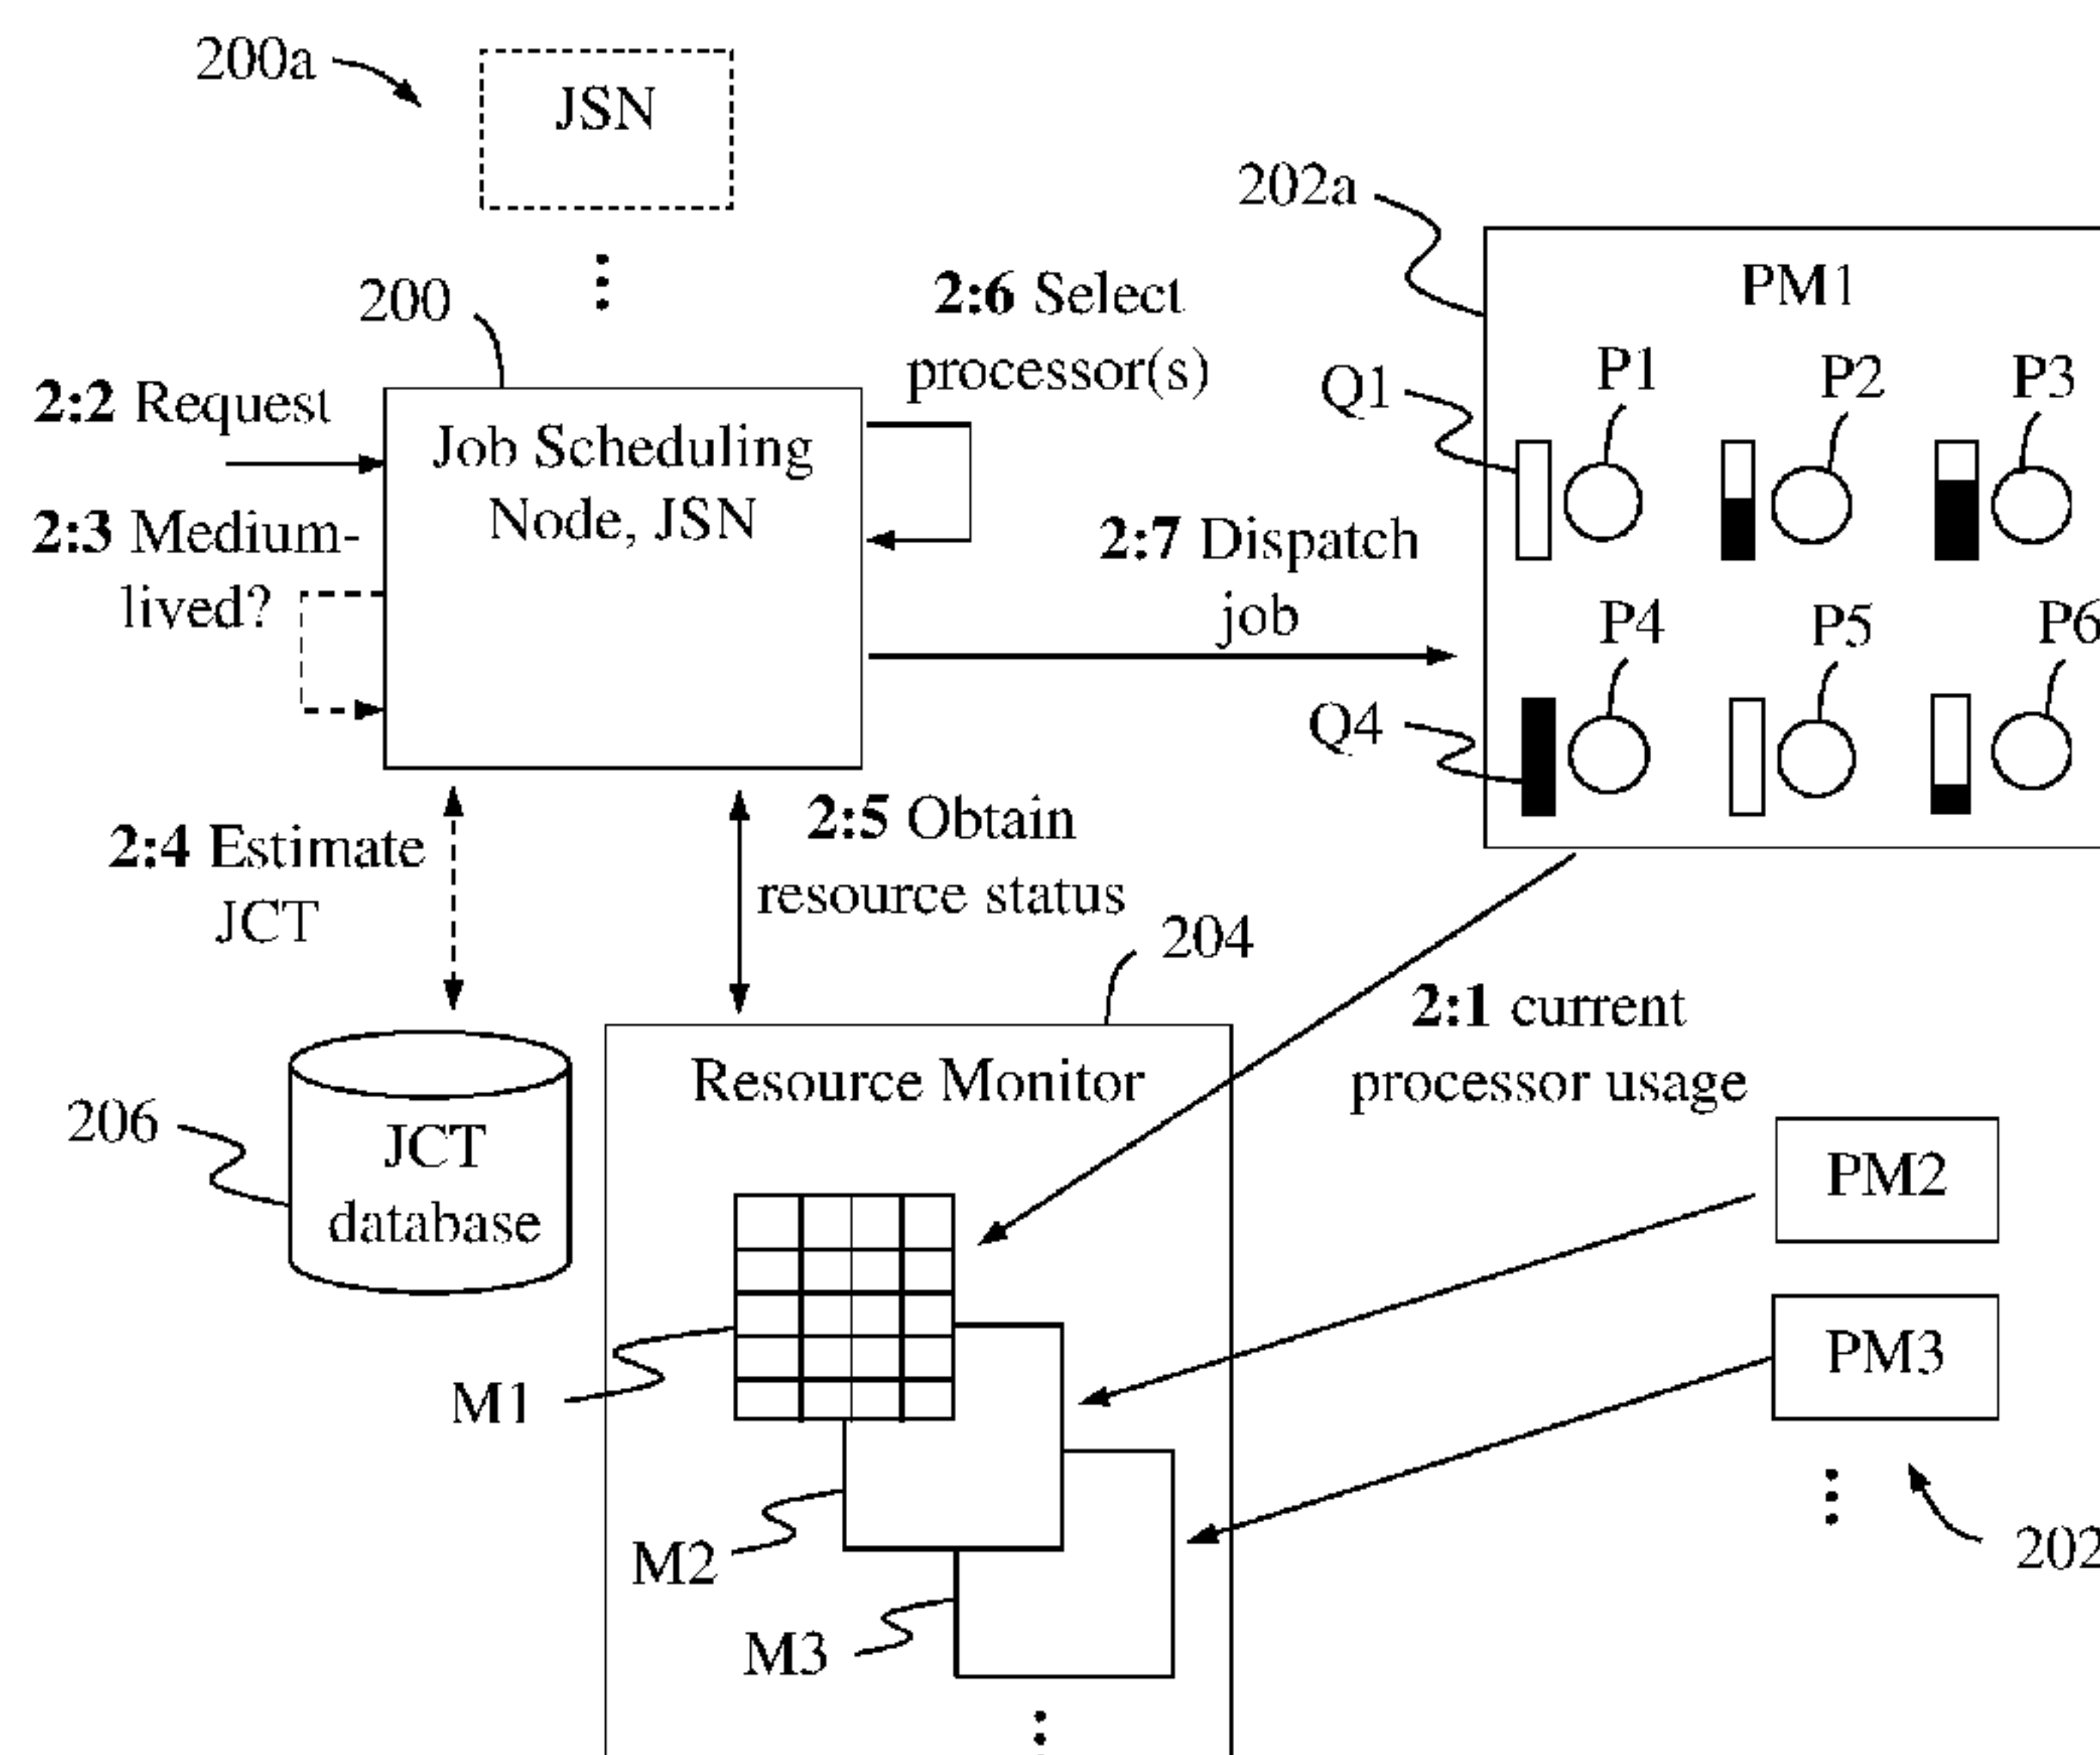 200a
JSN
202a
200
2:6 Select
processor(s)
PM1
2:2 Request
Job Scheduling
Node, JSN
Q1
P1
P2
P3
2:3 Medium-
lived?
2:7 Dispatch
job
P4
P5
P6
Q4
2:4 Estimate
JCT
2:5 Obtain
resource status
204
2:1 current
processor usage
Resource Monitor
206
JCT
database
PM2
PM3
M1
M2
M3
202